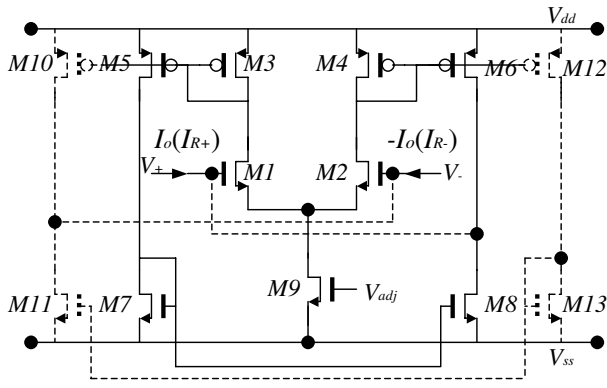 Vdd
M10
M5
M3
M4
M6
M12
Io(IR+)
-Io(IR-)
V+
M1
M2
V-
M9
Vadj
M11
M7
M8
M13
Vss